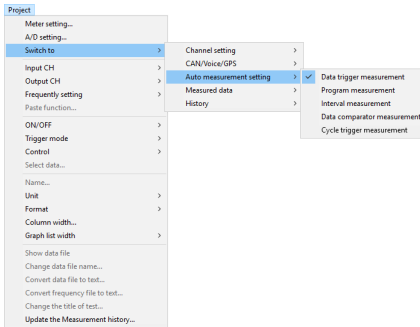 Project
Meter setting...
A/D setting...
Switch to
Input CH
Output CH
Frequently setting
Paste function...
ON/OFF
Trigger mode
Control
Select data...
Name...
Unit
Format
Column width...
Graph list width
Show data file
Change data file name...
Convert data file to text...
Convert frequency file to text...
Change the title of test...
Update the Measurement history...
Channel setting
CAN/Voice/GPS
Auto measurement setting
Measured data
History
Data trigger measurement
Program measurement
Interval measurement
Data comparator measurement
Cycle trigger measurement